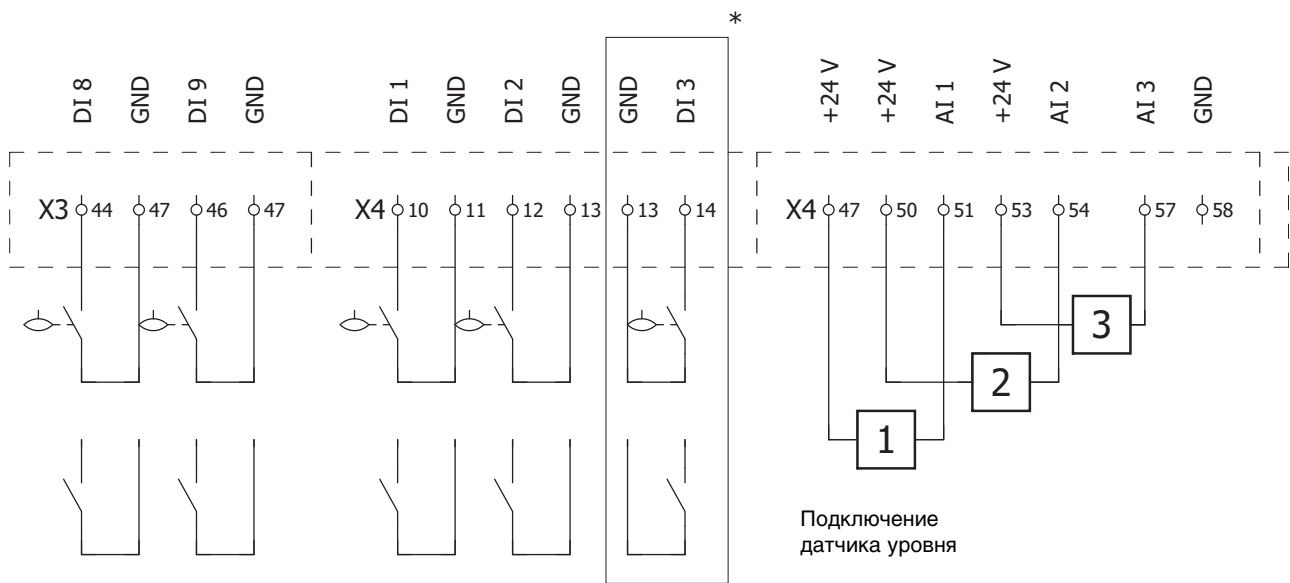 *
DI 8 GND DI 9 GND DI 1 GND DI 2 GND GND DI 3 +24 V +24 V AI 1 +24 V AI 2 AI 3 GND
X3 44 47 46 47 X4 10 11 12 13 13 14 X4 47 50 51 53 54 57 58
3
2
1
Подключение
датчика уровня